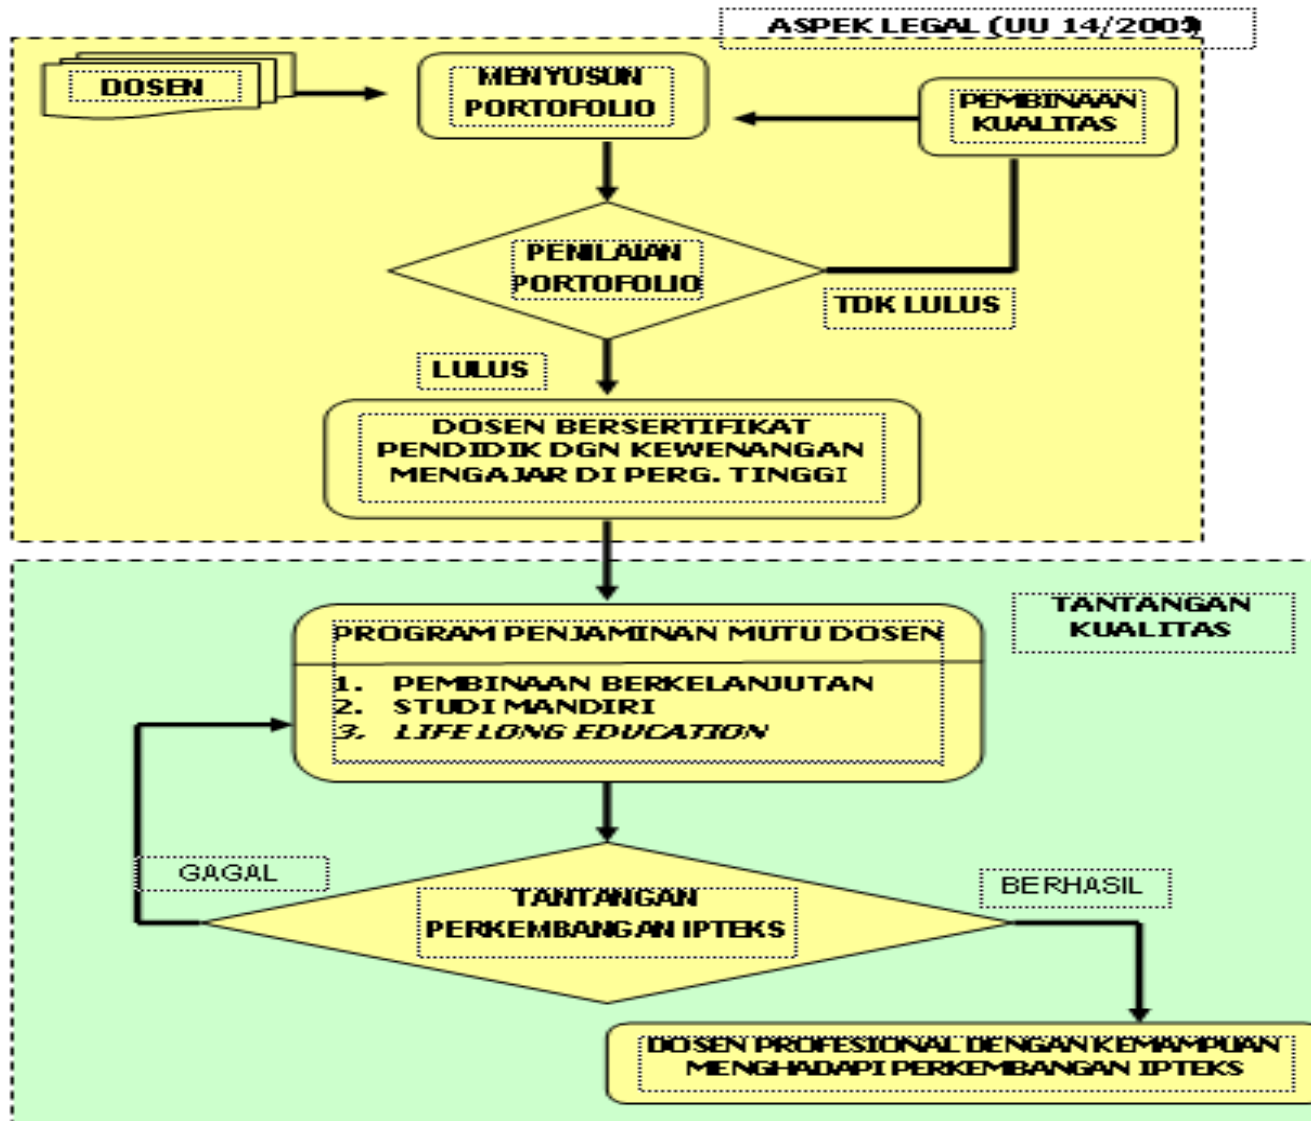 ASPEK LEGAL (UU 14/2005)
DOSEN
MENYUSUN
PORTOFOLIO
PEMBINAAN
KUALITAS
PENILAIAN
PORTOFOLIO
TDK LULUS
LULUS
DOSEN BERSERTIFIKAT
PENDIDIK DGN KEWENANGAN
MENGAJAR DI PERG. TINGGI
TANTANGAN
KUALITAS
PROGRAM PENJAMINAN MUTU DOSEN
1. PEMBINAAN BERKELANJUTAN
2. STUDI MANDIRI
3. LIFE LONG EDUCATION
GAGAL
TANTANGAN
PERKEMBANGAN IPTEKS
BERHASIL
DOSEN PROFESIONAL DENGAN KEMAMPUAN
MENGHADAPI PERKEMBANGAN IPTEKS